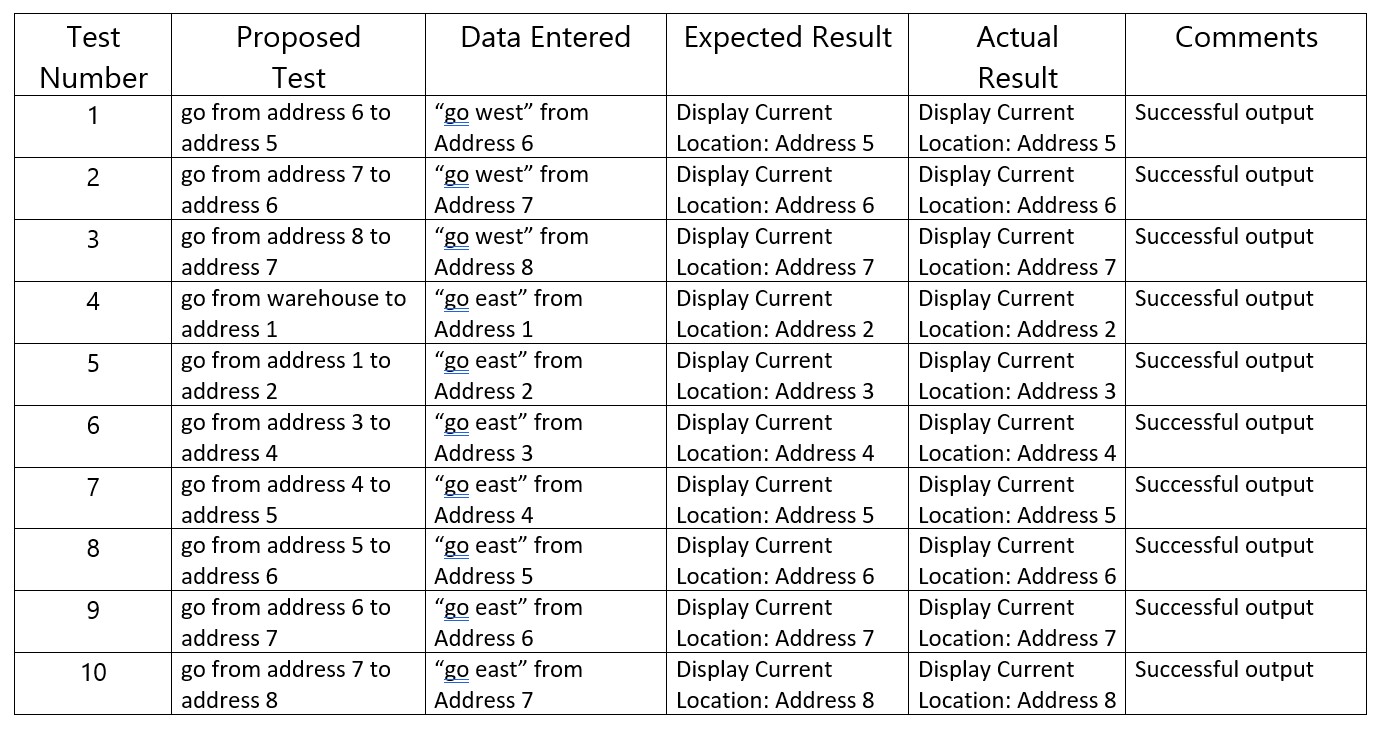 Test Number | Proposed Test | Data Entered | Expected Result | Actual Result | Comments
1 | go from address 6 to address 5 | “go west” from Address 6 | Display Current Location: Address 5 | Display Current Location: Address 5 | Successful output
2 | go from address 7 to address 6 | “go west” from Address 7 | Display Current Location: Address 6 | Display Current Location: Address 6 | Successful output
3 | go from address 8 to address 7 | “go west” from Address 8 | Display Current Location: Address 7 | Display Current Location: Address 7 | Successful output
4 | go from warehouse to address 1 | “go east” from Address 1 | Display Current Location: Address 2 | Display Current Location: Address 2 | Successful output
5 | go from address 1 to address 2 | “go east” from Address 2 | Display Current Location: Address 3 | Display Current Location: Address 3 | Successful output
6 | go from address 3 to address 4 | “go east” from Address 3 | Display Current Location: Address 4 | Display Current Location: Address 4 | Successful output
7 | go from address 4 to address 5 | “go east” from Address 4 | Display Current Location: Address 5 | Display Current Location: Address 5 | Successful output
8 | go from address 5 to address 6 | “go east” from Address 5 | Display Current Location: Address 6 | Display Current Location: Address 6 | Successful output
9 | go from address 6 to address 7 | “go east” from Address 6 | Display Current Location: Address 7 | Display Current Location: Address 7 | Successful output
10 | go from address 7 to address 8 | “go east” from Address 7 | Display Current Location: Address 8 | Display Current Location: Address 8 | Successful output